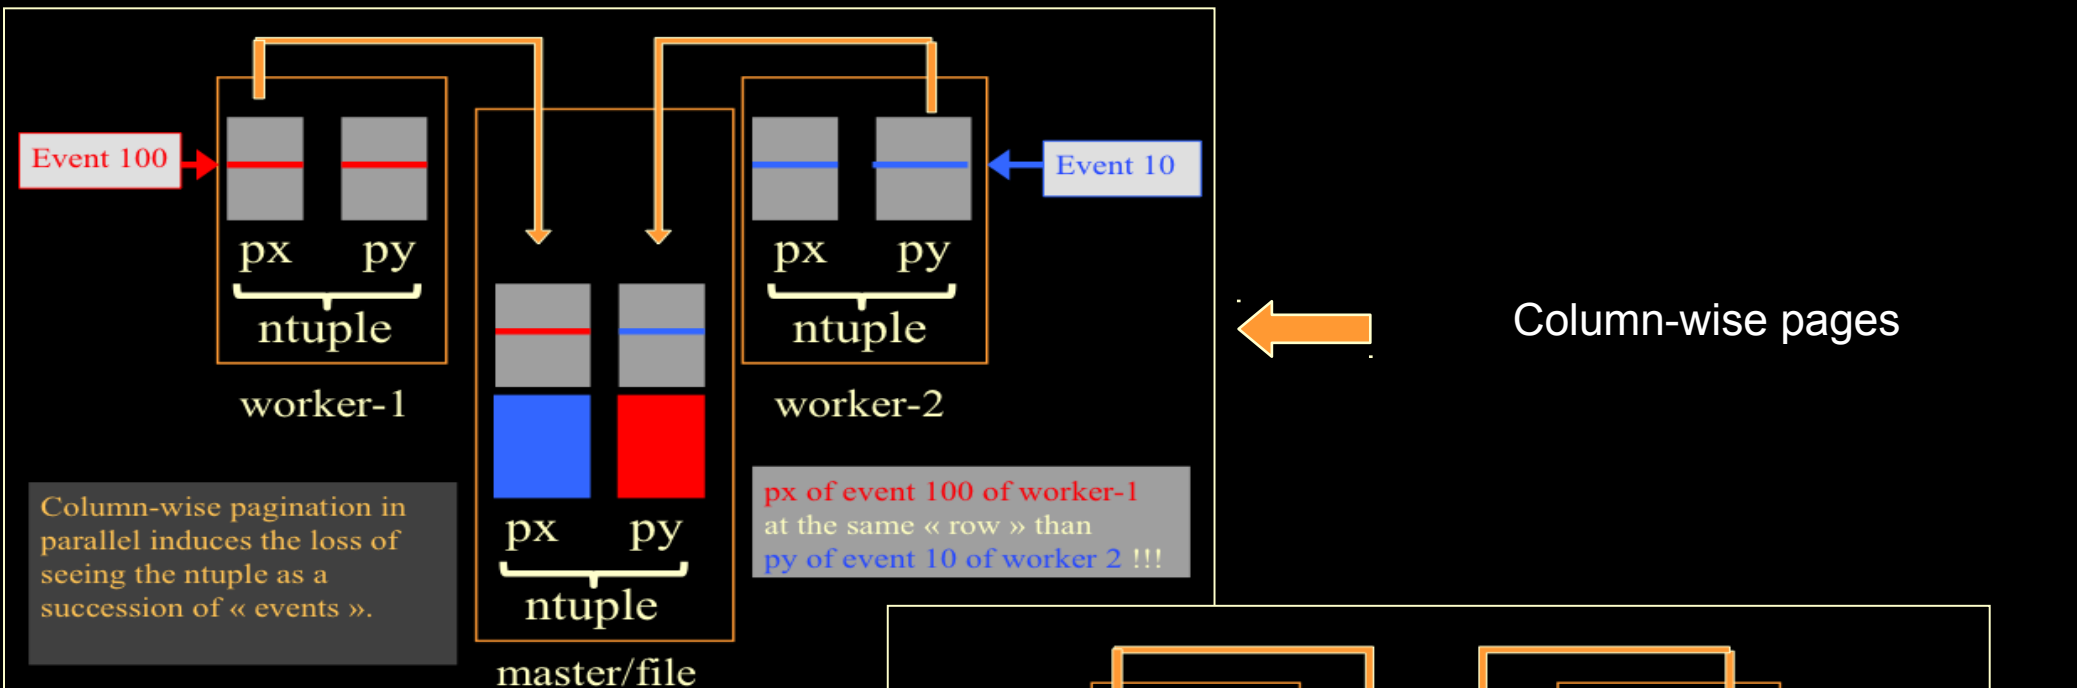 Event 100
px
py
ntuple
worker-1
Event 10
px
py
ntuple
worker-2
px
py
ntuple
master/file
Column-wise pagination in
parallel induces the loss of
seeing the ntuple as a
succession of « events ».
px of event 100 of worker-1
at the same « row » than
py of event 10 of worker 2 !!!
Column-wise pages